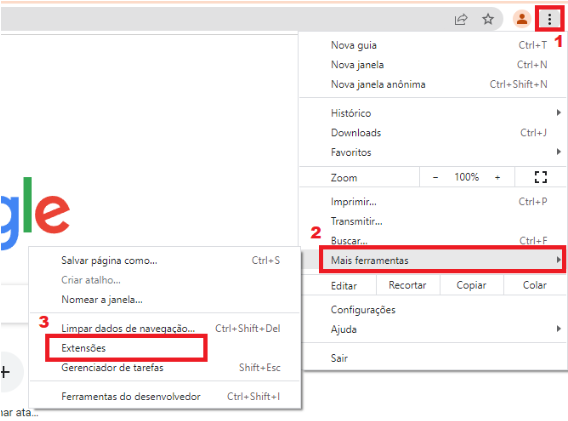 1
Nova guia Ctrl+T
Nova janela Ctrl+N
Nova janela anônima Ctrl+Shift+N
Histórico
Downloads Ctrl+J
Favoritos
Zoom - 100% +
Imprimir... Ctrl+P
Transmitir...
Buscar... Ctrl+F
2
Mais ferramentas
Editar Recortar Copiar Colar
Configurações
Ajuda
Sair
gle
Salvar página como... Ctrl+S
Criar atalho...
Nomear a janela...
3
Limpar dados de navegação... Ctrl+Shift+Del
Extensões
Gerenciador de tarefas Shift+Esc
Ferramentas do desenvolvedor Ctrl+Shift+I
nar ata...